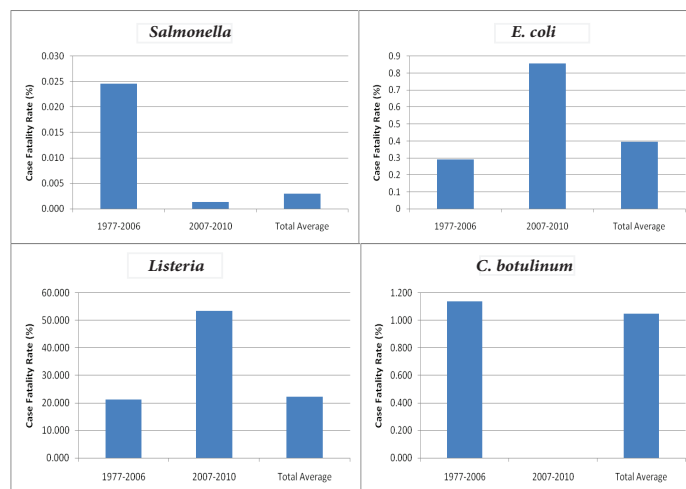 Salmonella
Case Fatality Rate (%)
0.030
0.025
0.020
0.015
0.010
0.005
0.000
1977-2006 2007-2010 Total Average
E. coli
Case Fatality Rate (%)
0.9
0.8
0.7
0.6
0.5
0.4
0.3
0.2
0.1
0
1977-2006 2007-2010 Total Average
Listeria
Case Fatality Rate (%)
60.000
50.000
40.000
30.000
20.000
10.000
0.000
1977-2006 2007-2010 Total Average
C. botulinum
Case Fatality Rate (%)
1.200
1.000
0.800
0.600
0.400
0.200
0.000
1977-2006 2007-2010 Total Average